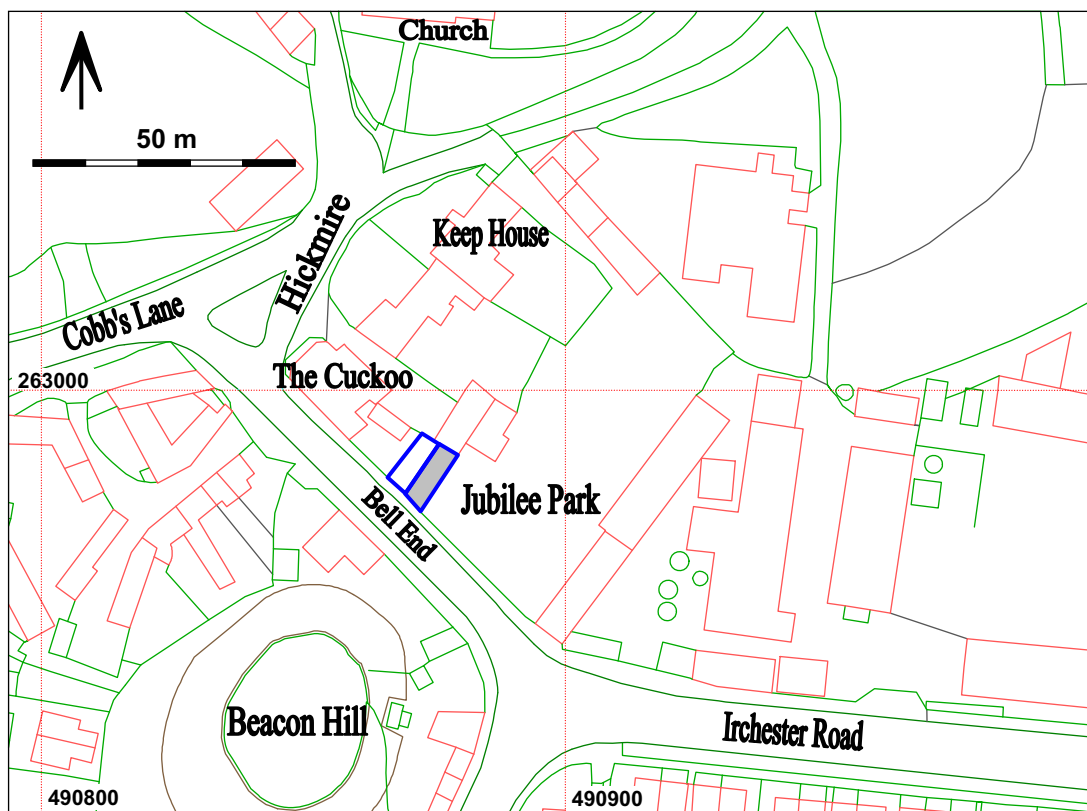 Church
50 m
Keep House
Hickmire
Cobb's Lane
The Cuckoo
263000
Jubilee Park
Bell End
Beacon Hill
Irchester Road
490800
490900